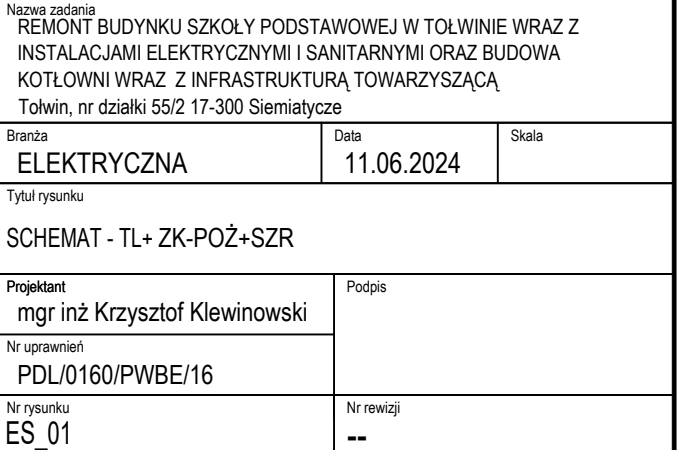 Nazwa zadania
REMONT BUDYNKU SZKOŁY PODSTAWOWEJ W TOŁWINIE WRAZ Z
INSTALACJAMI ELEKTRYCZNYMI I SANITARNYMI ORAZ BUDOWA
KOTŁOWNI WRAZ Z INFRASTRUKTURĄ TOWARZYSZĄCĄ
Tołwin, nr działki 55/2 17-300 Siemiatycze
Branża
ELEKTRYCZNA
Data
11.06.2024
Skala
Tytuł rysunku
SCHEMAT - TL+ ZK-POŻ+SZR
Projektant
mgr inż Krzysztof Klewinowski
Podpis
Nr uprawnień
PDL/0160/PWBE/16
Nr rysunku
ES_01
Nr rewizji
--